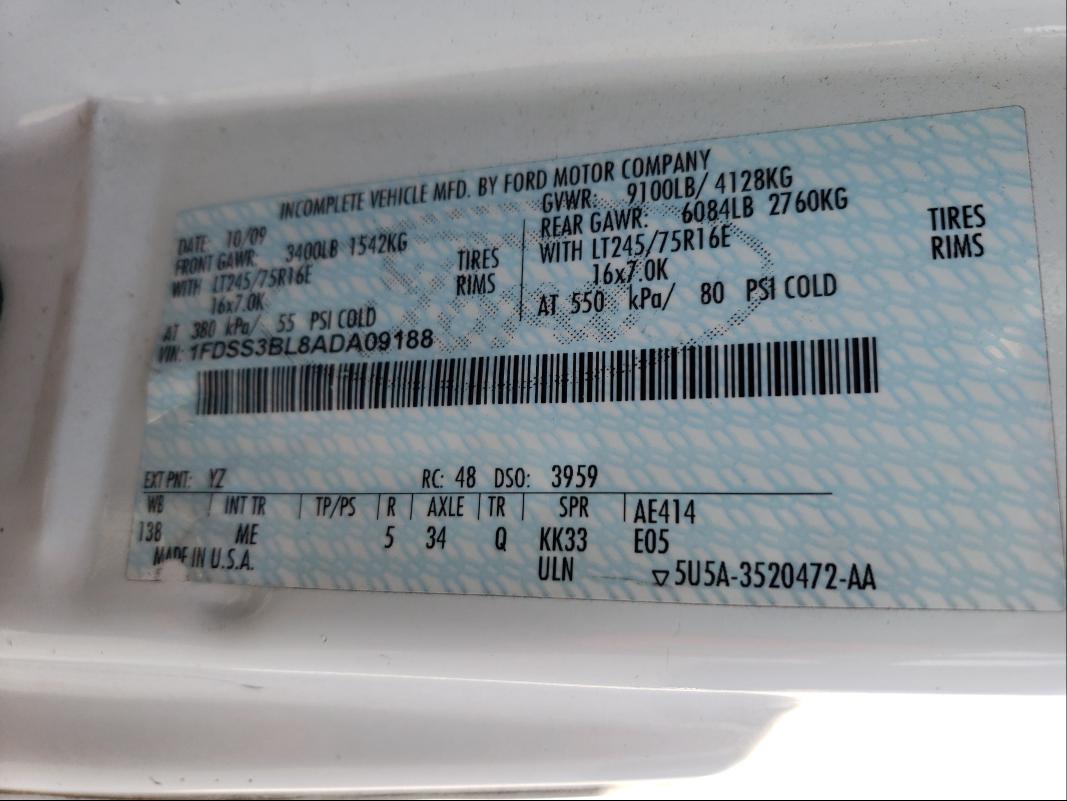 INCOMPLETE VEHICLE MFD. BY FORD MOTOR COMPANY
DATE: 10/09
GVWR: 9100LB/ 4128KG
FRONT GAWR: 3400LB 1542KG
REAR GAWR: 6084LB 2760KG
WITH LT245/75R16E TIRES
WITH LT245/75R16E TIRES
16x7.0K RIMS
16x7.0K RIMS
AT 380 kPa/ 55 PSI COLD
AT 550 kPa/ 80 PSI COLD
VIN: 1FDSS3BL8ADA09188
EXT PNT: YZ RC: 48 DSO: 3959
WB INT TR TP/PS R AXLE TR SPR AE414
138 ME 5 34 Q KK33 E05
MADE IN U.S.A. ULN ▽5U5A-3520472-AA